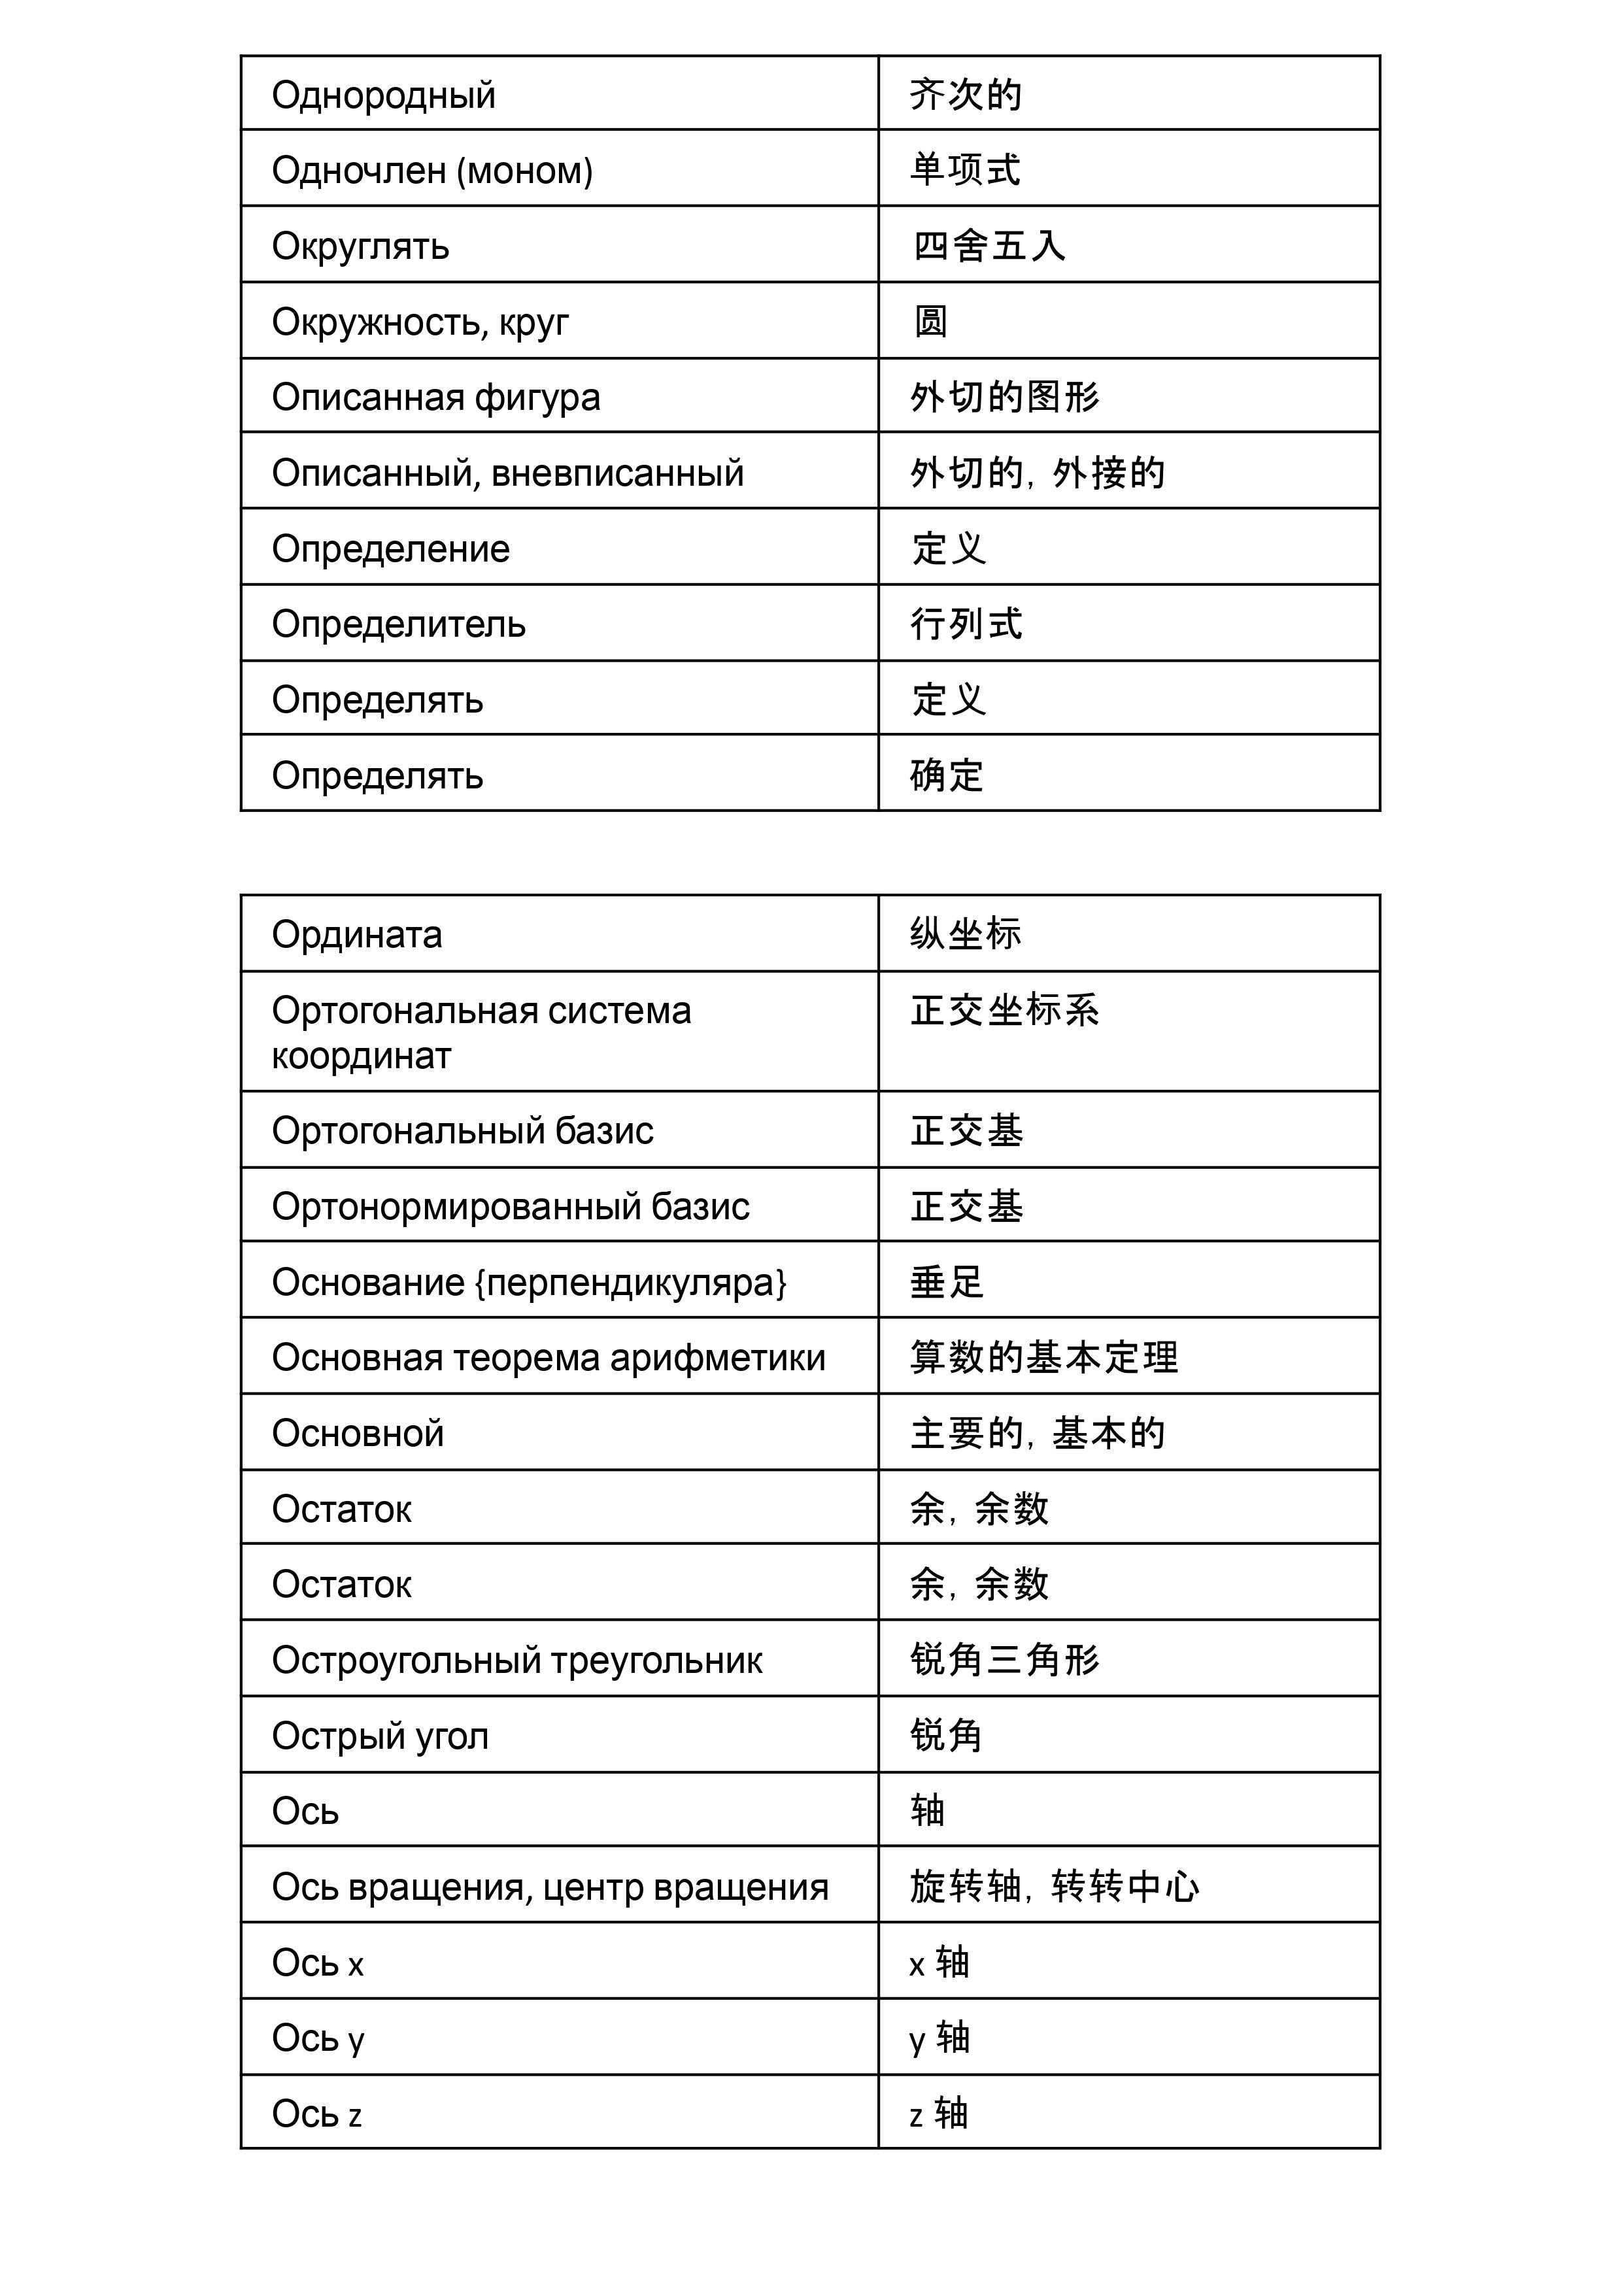 Однородный 齐次的
Одночлен (моном) 单项式
Округлять 四舍五入
Окружность, круг 圆
Описанная фигура 外切的图形
Описанный, вневписанный 外切的, 外接的
Определение 定义
Определитель 行列式
Определять 定义
Определять 确定
Ордината 纵坐标
Ортогональная система 正交坐标系
координат
Ортогональный базис 正交基
Ортонормированный базис 正交基
Основание {перпендикуляра} 垂足
Основная теорема арифметики 算数的基本定理
Основной 主要的, 基本的
Остаток 余, 余数
Остаток 余, 余数
Остроугольный треугольник 锐角三角形
Острый угол 锐角
Ось 轴
Ось вращения, центр вращения 旋转轴, 转转中心
Ось x x 轴
Ось y y 轴
Ось z z 轴